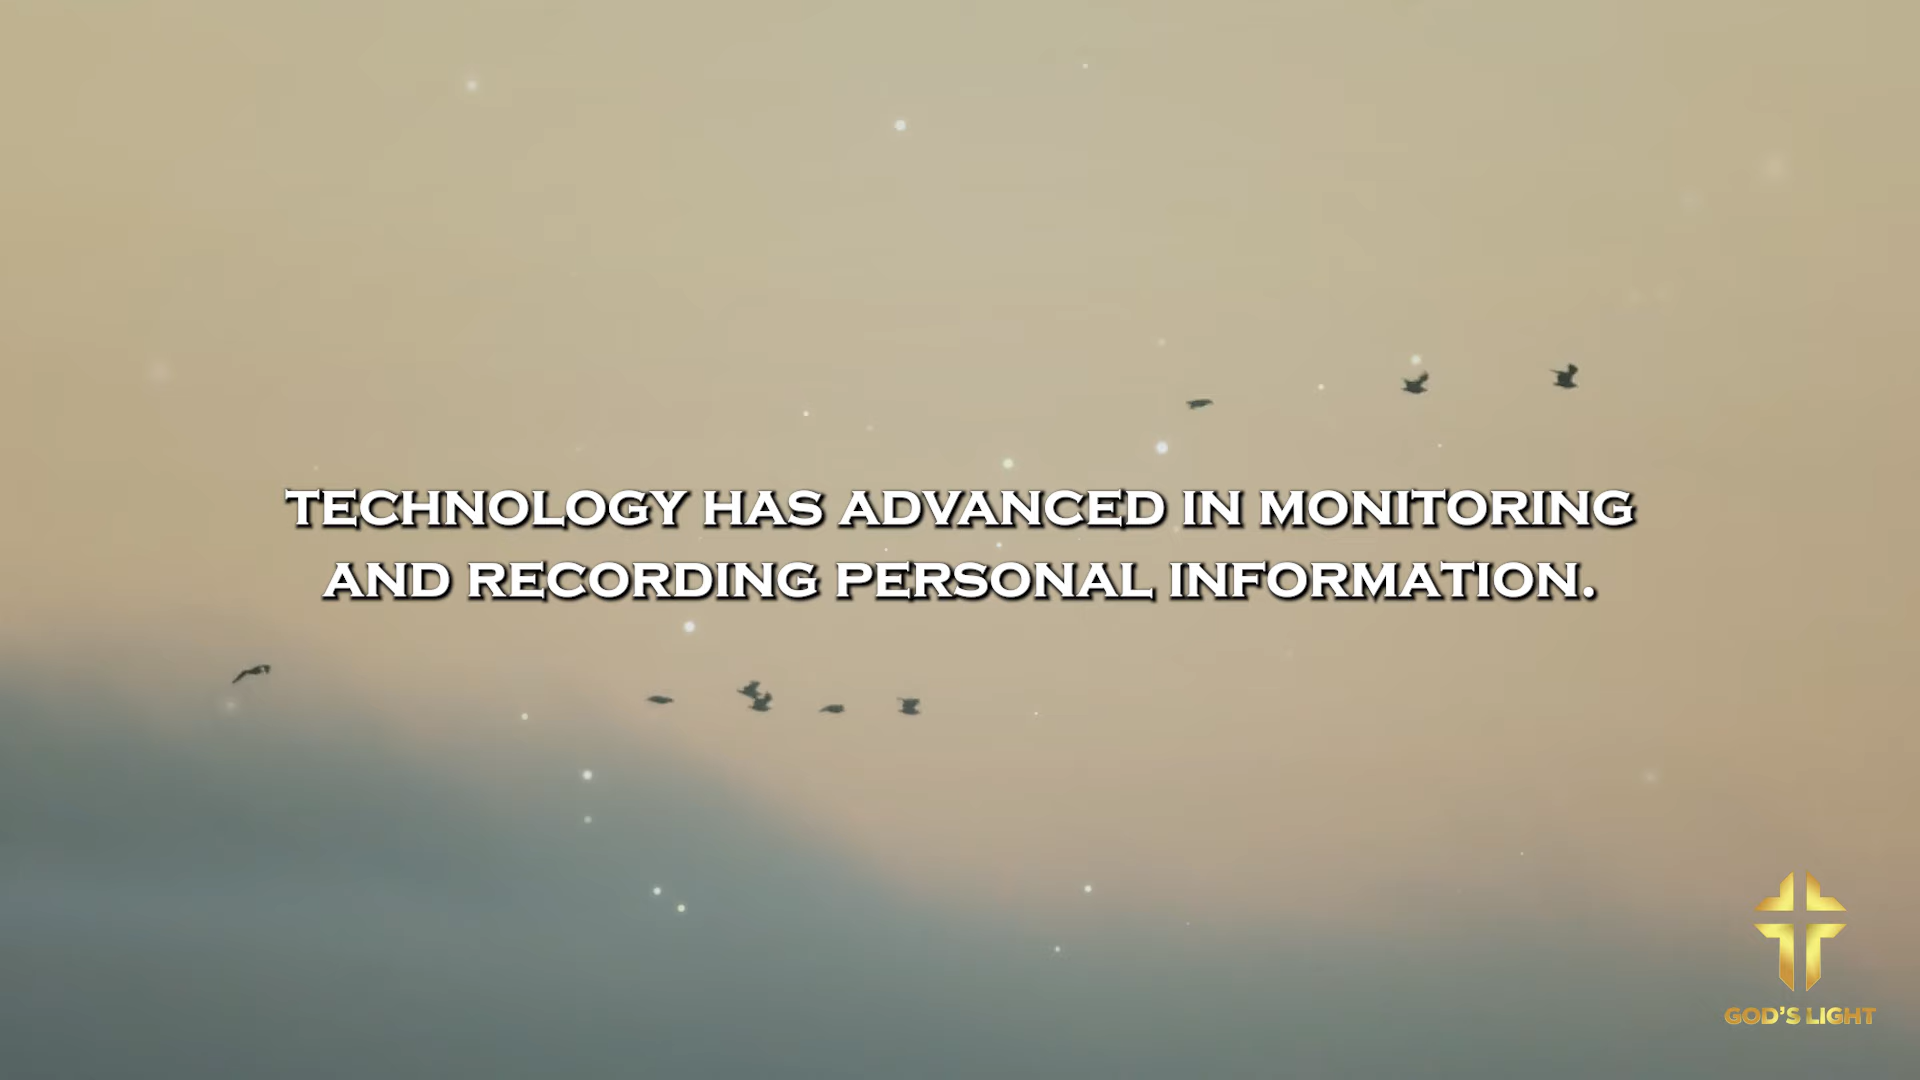 TECHNOLOGY HAS ADVANCED IN MONITORING
AND RECORDING PERSONAL INFORMATION.
GOD'S LIGHT